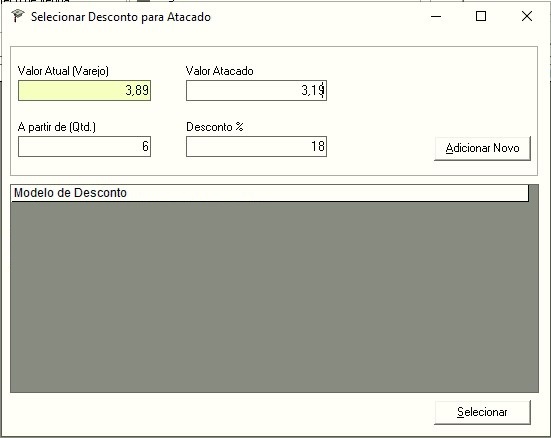 Selecionar Desconto para Atacado
Valor Atual (Varejo)
Valor Atacado
3,89
3,19
A partir de (Qtd.)
Desconto %
6
18
Adicionar Novo
Modelo de Desconto
Selecionar